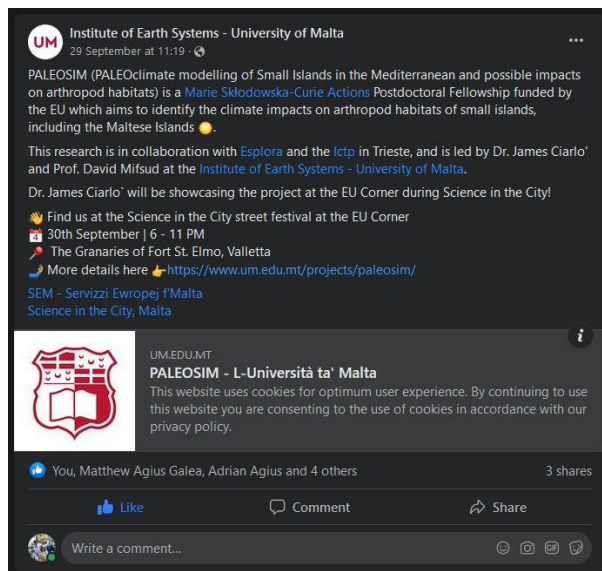 UM
Institute of Earth Systems - University of Malta
29 September at 11:19 ·
PALEOSIM (PALEOclimate modelling of Small Islands in the Mediterranean and possible impacts
on arthropod habitats) is a Marie Skłodowska-Curie Actions Postdoctoral Fellowship funded by
the EU which aims to identify the climate impacts on arthropod habitats of small islands,
including the Maltese Islands 🌞.
This research is in collaboration with Esplora and the Ictp in Trieste, and is led by Dr. James Ciarlo'
and Prof. David Mifsud at the Institute of Earth Systems - University of Malta.
Dr. James Ciarlo` will be showcasing the project at the EU Corner during Science in the City!
👋 Find us at the Science in the City street festival at the EU Corner
📅 30th September | 6 - 11 PM
📍 The Granaries of Fort St. Elmo, Valletta
🤳 More details here 👉https://www.um.edu.mt/projects/paleosim/
SEM - Servizzi Ewropej f'Malta
Science in the City, Malta
UM.EDU.MT
PALEOSIM - L-Università ta' Malta
This website uses cookies for optimum user experience. By continuing to use
this website you are consenting to the use of cookies in accordance with our
privacy policy.
You, Matthew Agius Galea, Adrian Agius and 4 others
3 shares
Like
Comment
Share
Write a comment...
GIF